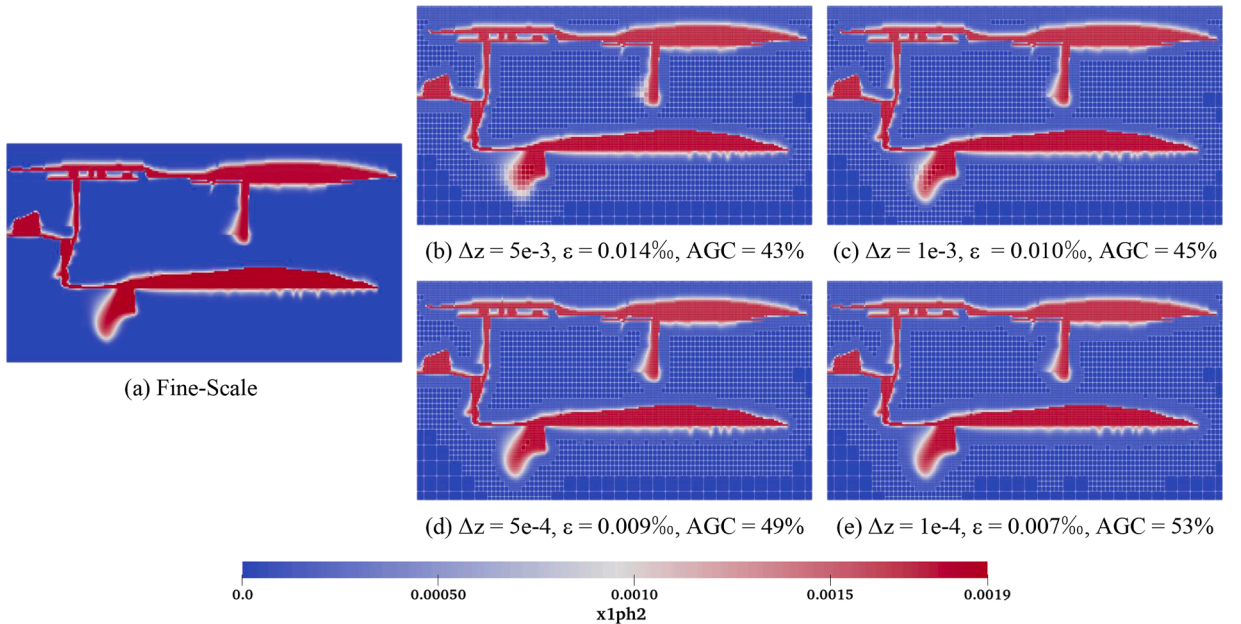 (b) Δz = 5e-3, ε = 0.014‰, AGC = 43%
(c) Δz = 1e-3, ε = 0.010‰, AGC = 45%
(a) Fine-Scale
(d) Δz = 5e-4, ε = 0.009‰, AGC = 49%
(e) Δz = 1e-4, ε = 0.007‰, AGC = 53%
0.0 0.00050 0.0010 0.0015 0.0019
x1ph2